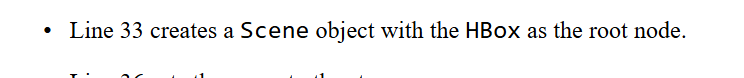 • Line 33 creates a Scene object with the HBox as the root node.